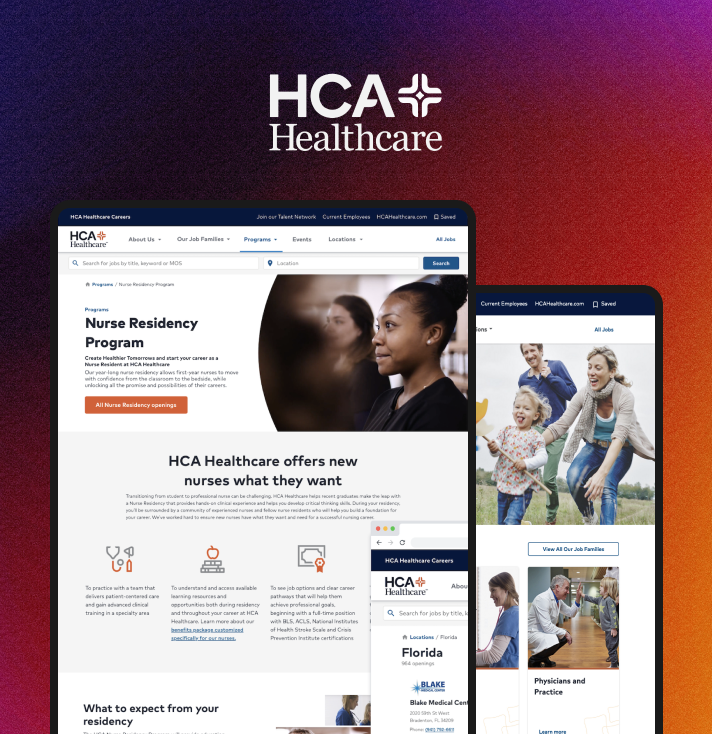 HCA
Healthcare
HCA Healthcare Careers
Join our Talent Network Current Employees HCAHealthcare.com Saved
HCA
Healthcare
About Us Our Job Families Programs Events Locations All Jobs
Search for jobs by title, keyword or MOS
Location
Search
Programs / Nurse Residency Program
Programs
Nurse Residency
Program
Create Healthier Tomorrows and start your career as a
Nurse Resident at HCA Healthcare
Our year-long nurse residency allows first-year nurses to move
with confidence from the classroom to the bedside, while
unlocking all the promise and possibilities of their careers.
All Nurse Residency openings
HCA Healthcare offers new
nurses what they want
Transitioning from student to professional nurse can be challenging. HCA Healthcare helps recent graduates make the leap with
a Nurse Residency that provides hands-on clinical experience and helps you develop critical thinking skills. During your residency,
you'll be surrounded by a community of experienced nurses and fellow nurse residents who will help you build a foundation for
your career. We've worked hard to ensure new nurses have what they want and need for a successful nursing career.
To practice with a team that
delivers patient-centered care
and gain advanced clinical
training in a specialty area
To understand and access available
learning resources and
opportunities both during residency
and throughout your career at HCA
Healthcare. Learn more about our
benefits package customized
specifically for our nurses.
To see job options and clear career
pathways that will help them
achieve professional goals,
beginning with a full-time position
with BLS, ACLS, National Institutes
of Health Stroke Scale and Crisis
Prevention Institute certifications
What to expect from your
residency
HCA Healthcare Careers
HCA
Healthcare
Abou
Search for jobs by title, k
Locations / Florida
Florida
964 openings
BLAKE
MEDICAL CENTER
Blake Medical Cent
2020 59th St West
Bradenton, FL 34209
Phone:
Current Employees HCAHealthcare.com Saved
ions All Jobs
View All Our Job Families
Physicians and
Practice
Learn more